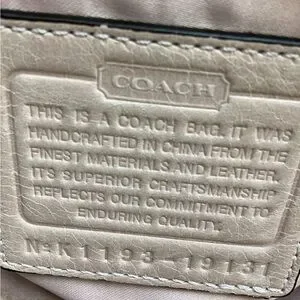 COACH
THIS IS A COACH BAG. IT WAS
HANDCRAFTED IN CHINA FROM THE
FINEST MATERIALS AND LEATHER.
ITS SUPERIOR CRAFTSMANSHIP
REFLECTS OUR COMMITMENT TO
ENDURING QUALITY.
No K1193-19131